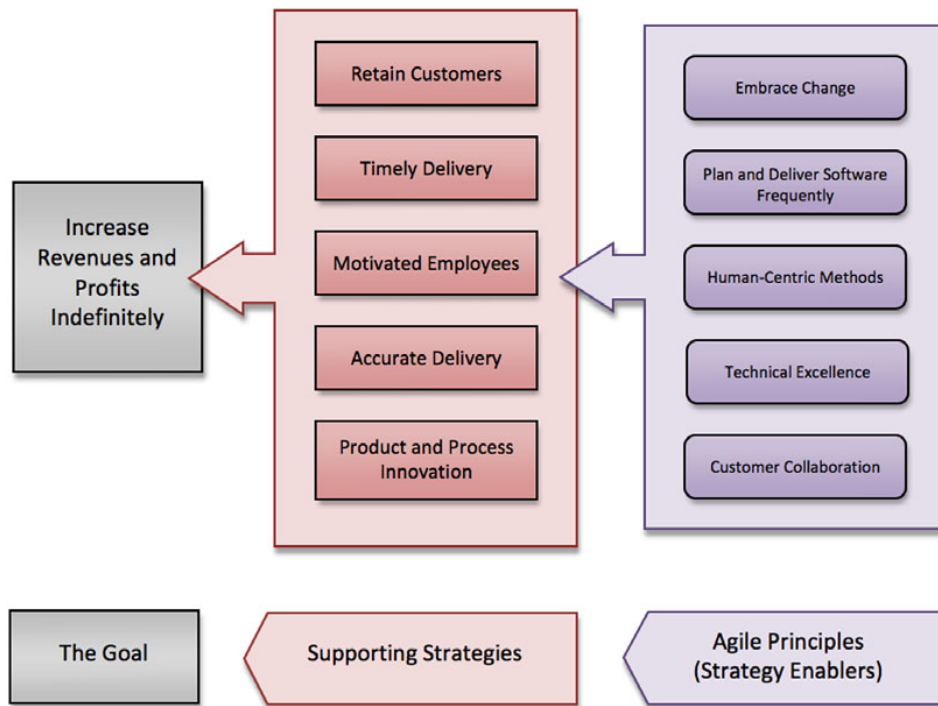 Increase
Revenues and
Profits
Indefinitely
Retain Customers
Timely Delivery
Motivated Employees
Accurate Delivery
Product and Process
Innovation
Embrace Change
Plan and Deliver Software
Frequently
Human-Centric Methods
Technical Excellence
Customer Collaboration
The Goal
Supporting Strategies
Agile Principles
(Strategy Enablers)